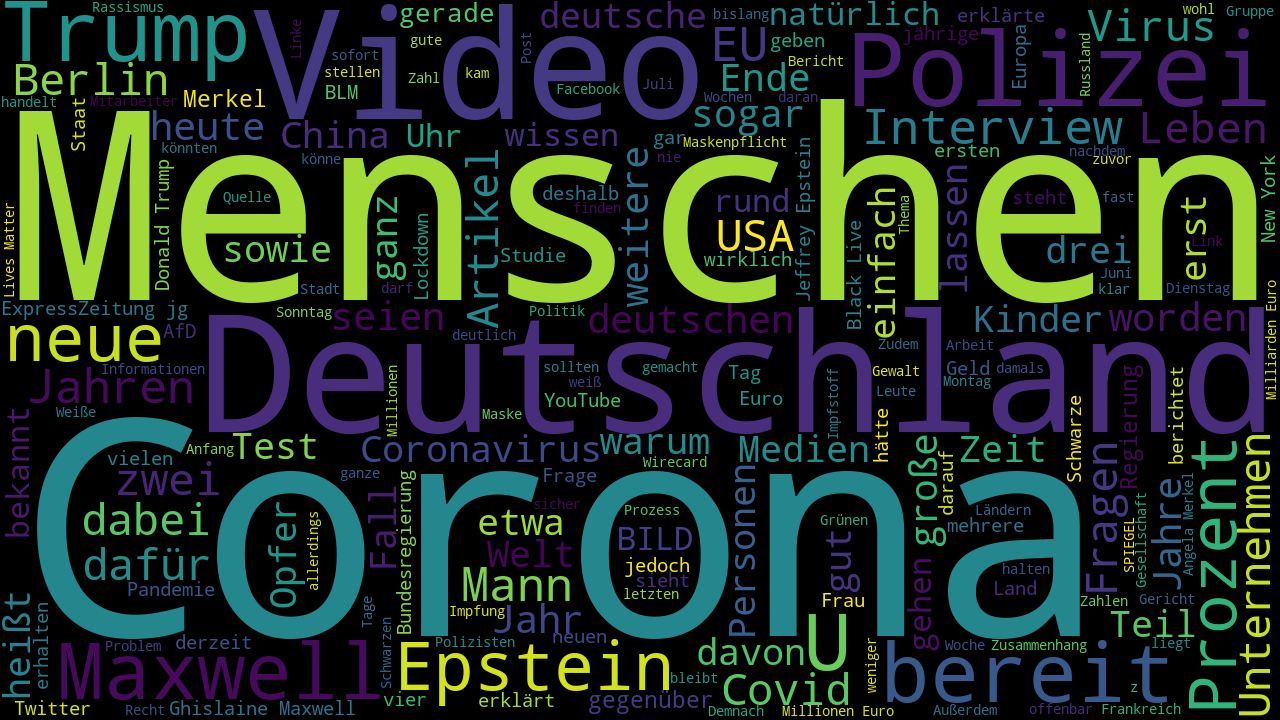 Rassismus
Trump
Video
Linke
sofort
gute
stellen
Zahl
kam
Post
gerade
deutsche
bislang
natürlich
EU
geben
Bericht
erklärte
jährige
Europa
Virus
wohl
Gruppe
Polizei
Russland
Berlin
handelt
Mitarbeiter
Merkel
BLM
Facebook
Juli
Ende
Wochen
daran
Staat
heute
könnten
China
könne
Uhr
wissen
sogar
gar
nie
Maskenpflicht
Interview
ersten
Leben
nachdem
zuvor
Menschen
Lives Matter
Donald Trump
Quelle
sowie
ganz
Lockdown
Artikel
deshalb
finden
Studie
weitere
rund
USA
wirklich
Jeffrey Epstein
Black Live
einfach
Thema
lassen
steht
drei
fast
Juni
klar
erst
Link
Dienstag
New York
Stadt
darf
ExpressZeitung jg
Sonntag
seien
Politik
deutschen
Kinder
worden
neue
AfD
Deutschland
deutlich
Zudem
Arbeit
Milliarden Euro
Informationen
Jahren
sollten
gemacht
weiß
Tag
Euro
YouTube
Gewalt
Leute
Geld
Montag
damals
Weiße
Millionen
Maske
Impfstoff
hätte
Schwarze
Regierung
berichtet
bekannt
Anfang
Test
Coronavirus
warum
Medien
Zeit
vielen
zwei
ganze
Frage
Wirecard
große
darauf
Fragen
Prozent
Unternehmen
Corona
dabei
dafür
Pandemie
Opfer
allerdings
Fall
Bundesregierung
etwa
sicher
Welt
Mann
Prozess
BILD
jedoch
sieht
letzten
Personen
Grünen
gut
Frau
Ländern
mehrere
halten
Land
SPIEGEL
Gesellschaft
Jahre
Angela Merkel
Zahlen
Gericht
heißt
erhalten
Tage
Impfung
Jahr
gehen
Teil
Problem
derzeit
Schwarzen
Polizisten
neuen
davon
U
weniger
Woche
Zusammenhang
liegt
Maxwell
Epstein
bleibt
bereit
Twitter
Recht
Ghislaine Maxwell
vier
erklärt
gegenüber
Covid
Demnach
Millionen Euro
Außerdem
offenbar
z
Frankreich